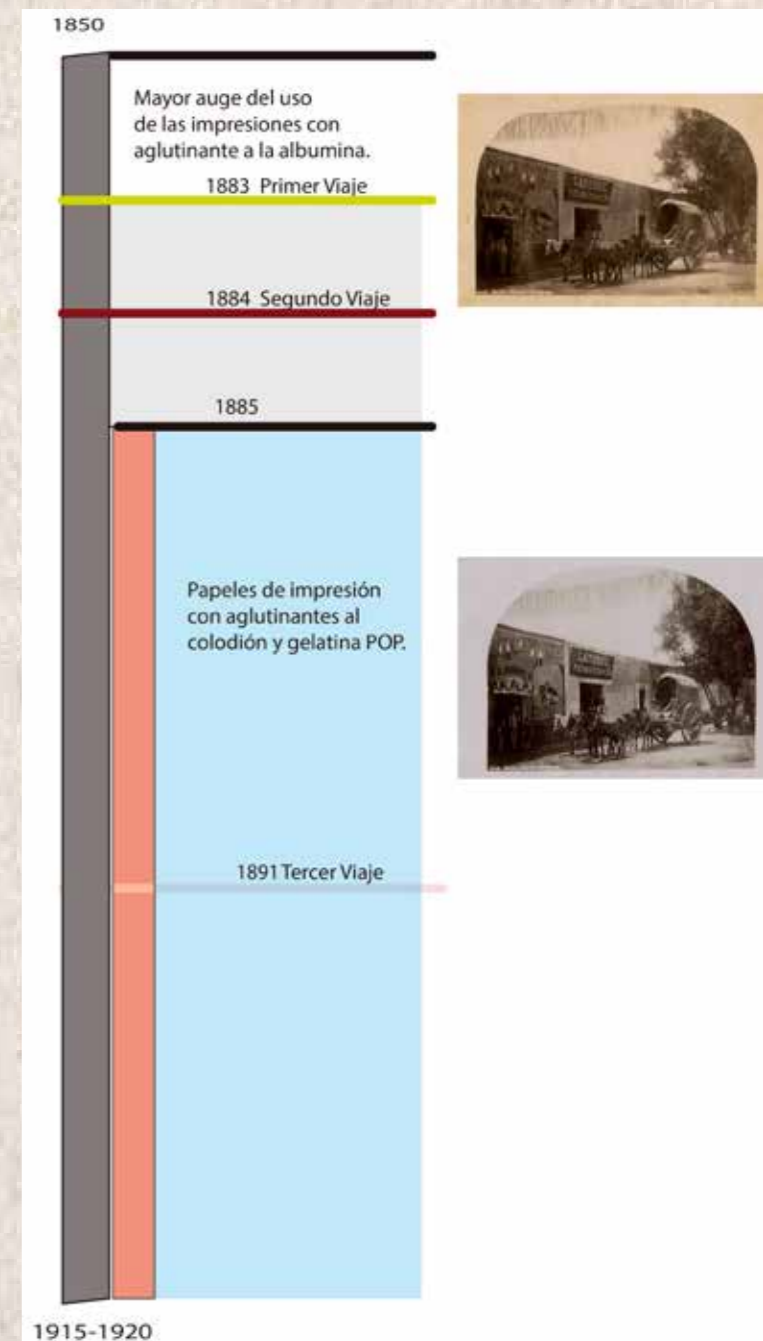 1850
Mayor auge del uso
de las impresiones con
aglutinante a la albumina.
1883 Primer Viaje
1884 Segundo Viaje
1885
Papeles de impresión
con aglutinantes al
colodión y gelatina POP.
1891 Tercer Viaje
1915-1920